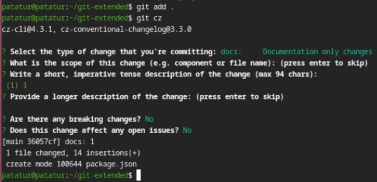 patatur@patatur:~/git-extended$ git add .
patatur@patatur:~/git-extended$ git cz
cz-cli@4.3.1, cz-conventional-changelog@3.3.0

? Select the type of change that you're committing: docs:     Documentation only changes
? What is the scope of this change (e.g. component or file name): (press enter to skip)
? Write a short, imperative tense description of the change (max 94 chars):
 (1) 1
? Provide a longer description of the change: (press enter to skip)

? Are there any breaking changes? No
? Does this change affect any open issues? No
[main 36057cf] docs: 1
 1 file changed, 14 insertions(+)
 create mode 100644 package.json
patatur@patatur:~/git-extended$